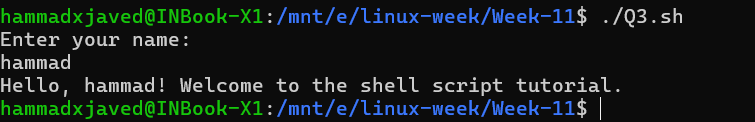 hammadxjaved@INBook-X1:/mnt/e/linux-week/Week-11$ ./Q3.sh
Enter your name:
hammad
Hello, hammad! Welcome to the shell script tutorial.
hammadxjaved@INBook-X1:/mnt/e/linux-week/Week-11$